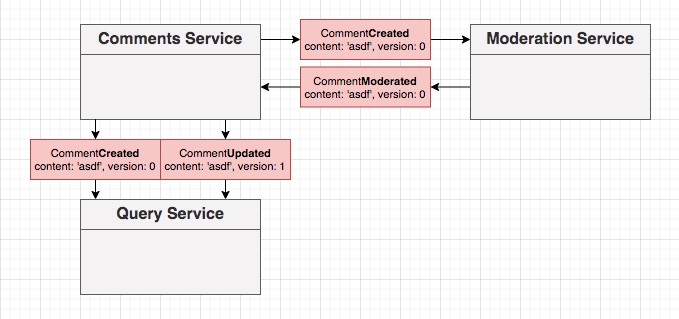 Comments Service
CommentCreated
content: 'asdf', version: 0
Moderation Service
CommentModerated
content: 'asdf', version: 0
CommentCreated
content: 'asdf', version: 0
CommentUpdated
content: 'asdf', version: 1
Query Service